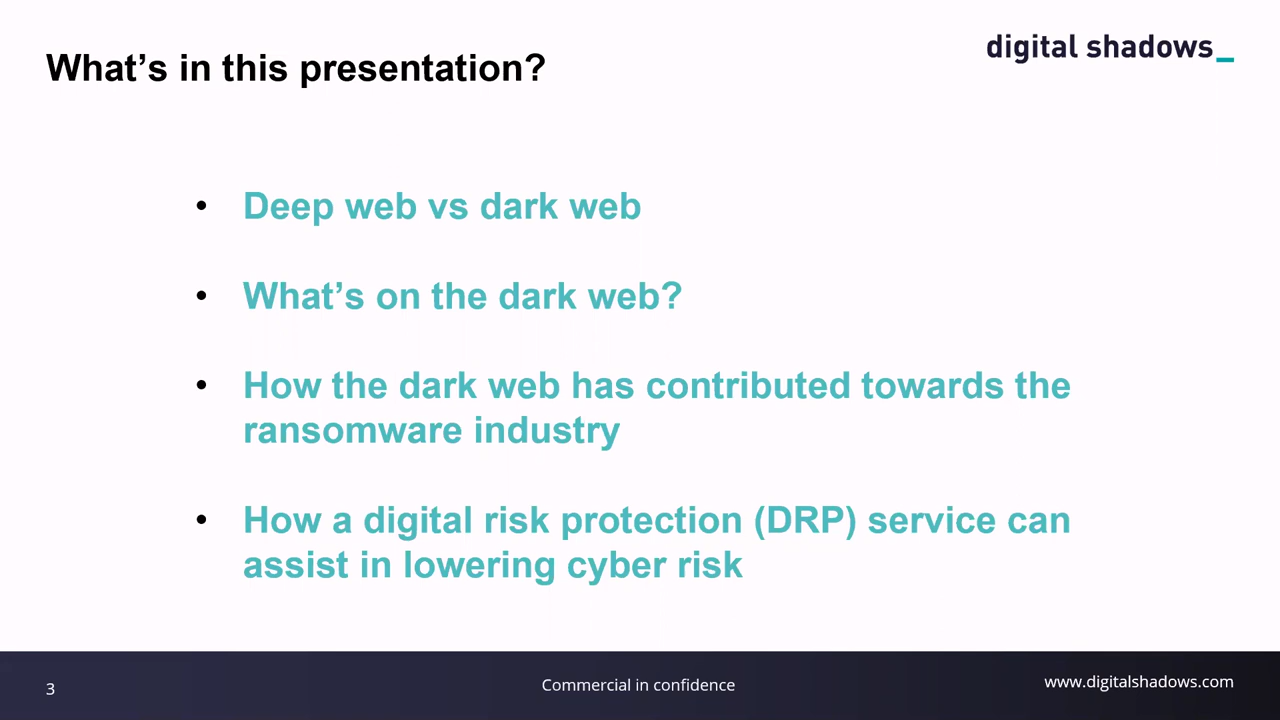 What’s in this presentation?
digital shadows_
• Deep web vs dark web
• What’s on the dark web?
• How the dark web has contributed towards the
ransomware industry
• How a digital risk protection (DRP) service can
assist in lowering cyber risk
3
Commercial in confidence
www.digitalshadows.com